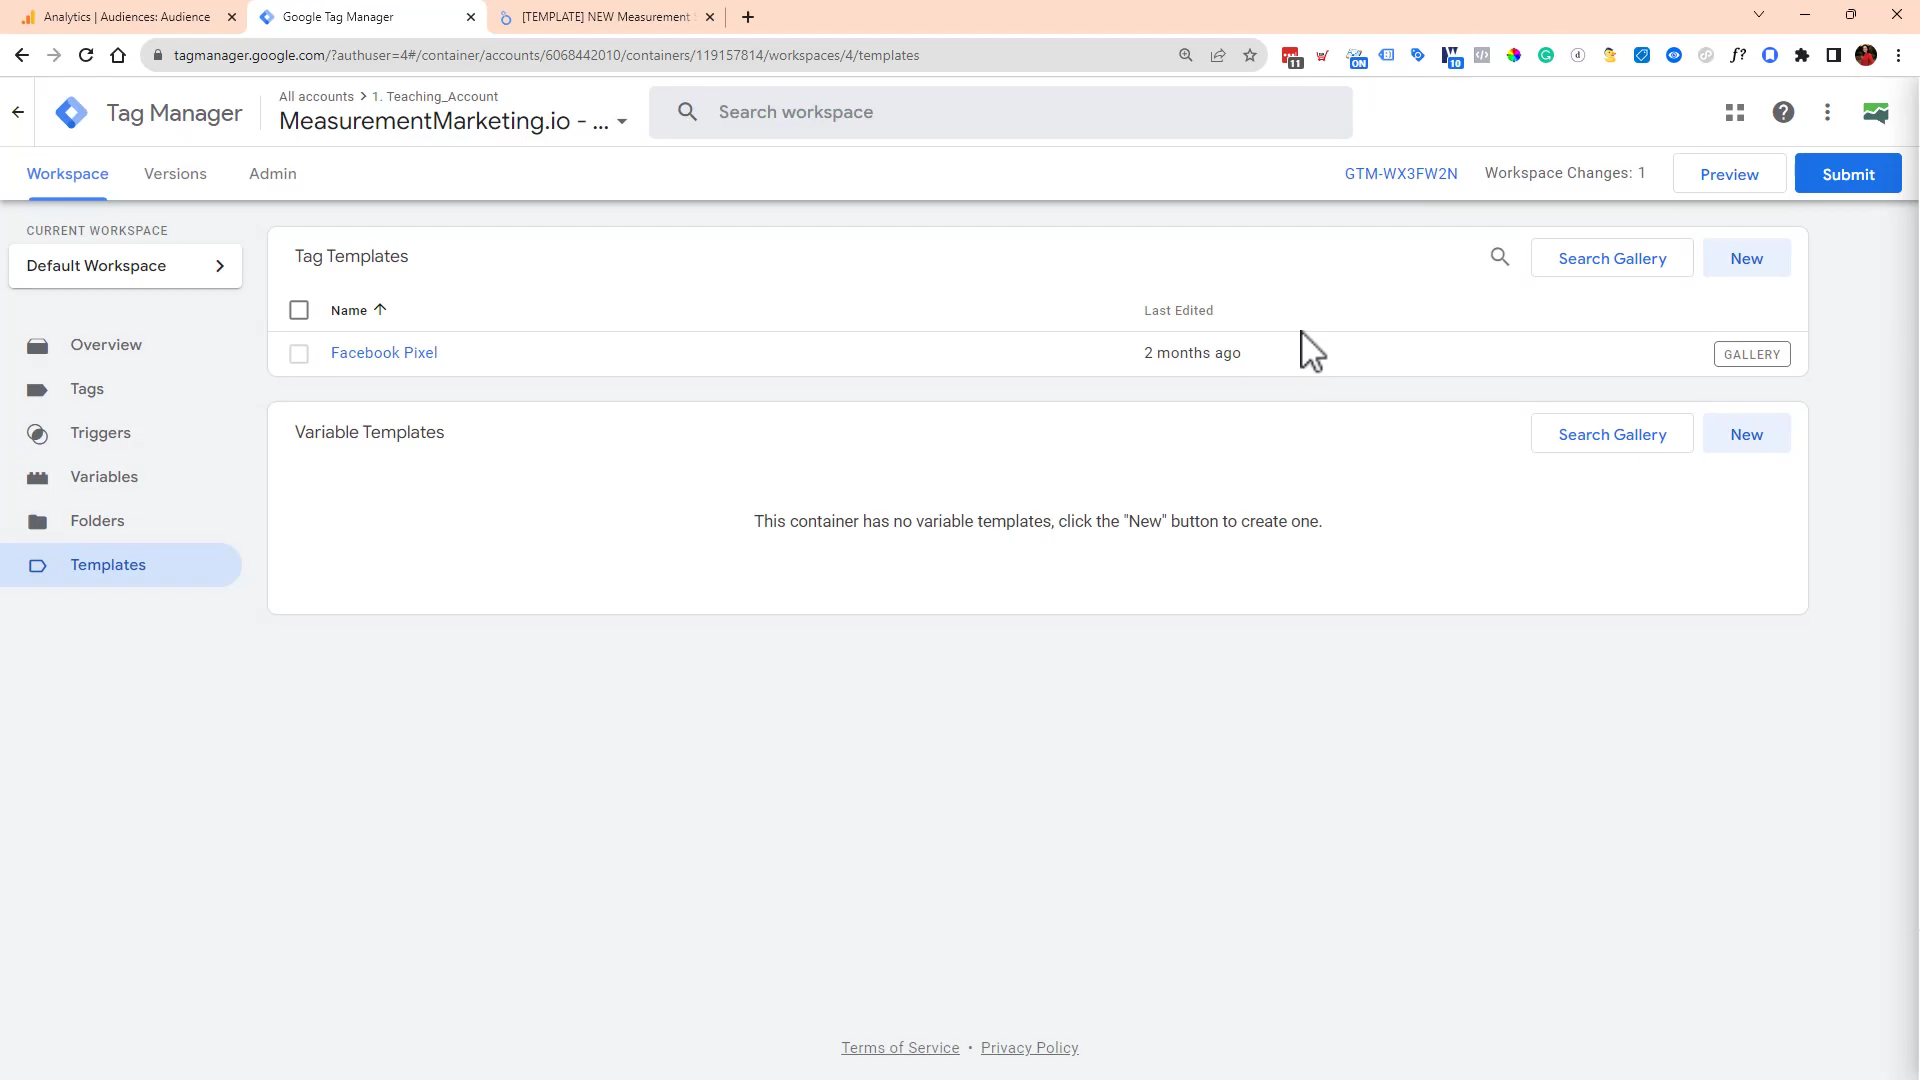 Analytics | Audiences: Audience
Google Tag Manager
[TEMPLATE] NEW Measurement
tagmanager.google.com/?authuser=4#/container/accounts/6068442010/containers/119157814/workspaces/4/templates
11
ON
10
Tag Manager
All accounts > 1. Teaching_Account
MeasurementMarketing.io - ...
Search workspace
Workspace
Versions
Admin
GTM-WX3FW2N
Workspace Changes: 1
Preview
Submit
CURRENT WORKSPACE
Default Workspace
Overview
Tags
Triggers
Variables
Folders
Templates
Tag Templates
Search Gallery
New
Name
Last Edited
Facebook Pixel
2 months ago
GALLERY
Variable Templates
Search Gallery
New
This container has no variable templates, click the "New" button to create one.
Terms of Service • Privacy Policy